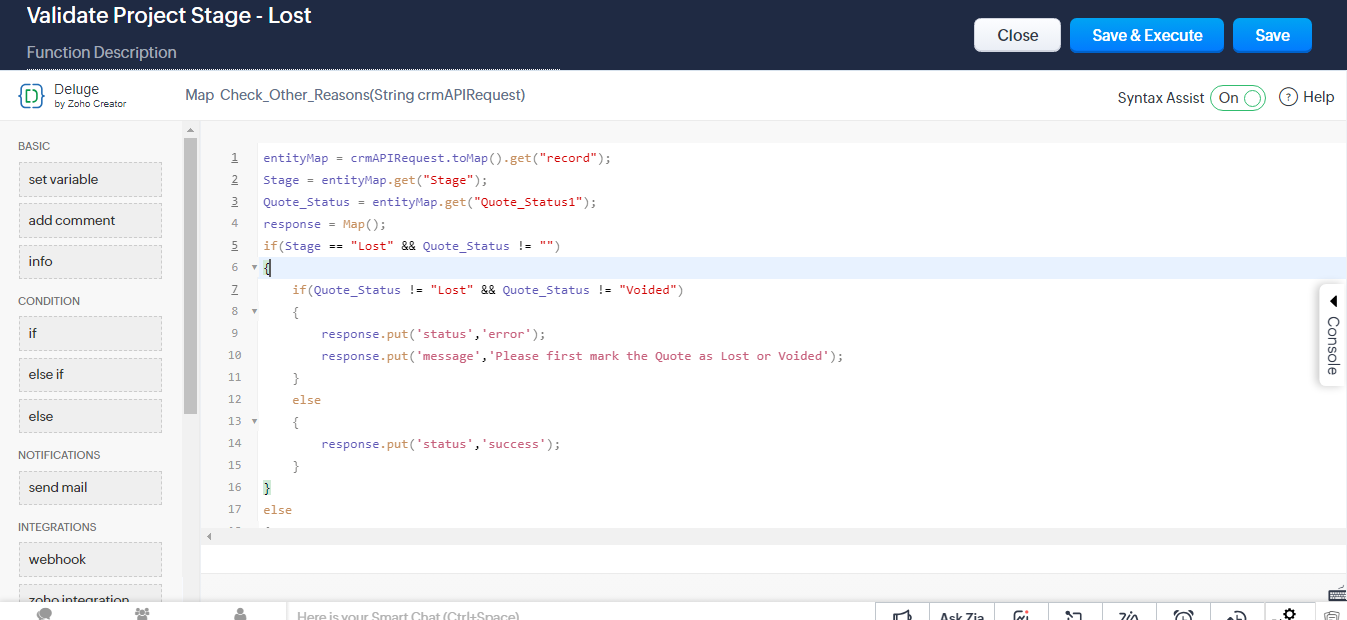 Validate Project Stage - Lost
Function Description
Close
Save & Execute
Save
Deluge
by Zoho Creator
Map Check_Other_Reasons(String crmAPIRequest)
Syntax Assist
On
? Help
BASIC
set variable
add comment
info
CONDITION
if
else if
else
NOTIFICATIONS
send mail
INTEGRATIONS
webhook
zoho integration
1 entityMap = crmAPIRequest.toMap().get("record");
2 Stage = entityMap.get("Stage");
3 Quote_Status = entityMap.get("Quote_Status1");
4 response = Map();
5 if(Stage == "Lost" && Quote_Status != "")
6 {
7 if(Quote_Status != "Lost" && Quote_Status != "Voided")
8 {
9 response.put('status','error');
10 response.put('message','Please first mark the Quote as Lost or Voided');
11 }
12 else
13 {
14 response.put('status','success');
15 }
16 }
17 else
Console
Here is your Smart Chat (Ctrl+Space)
Ask Zia